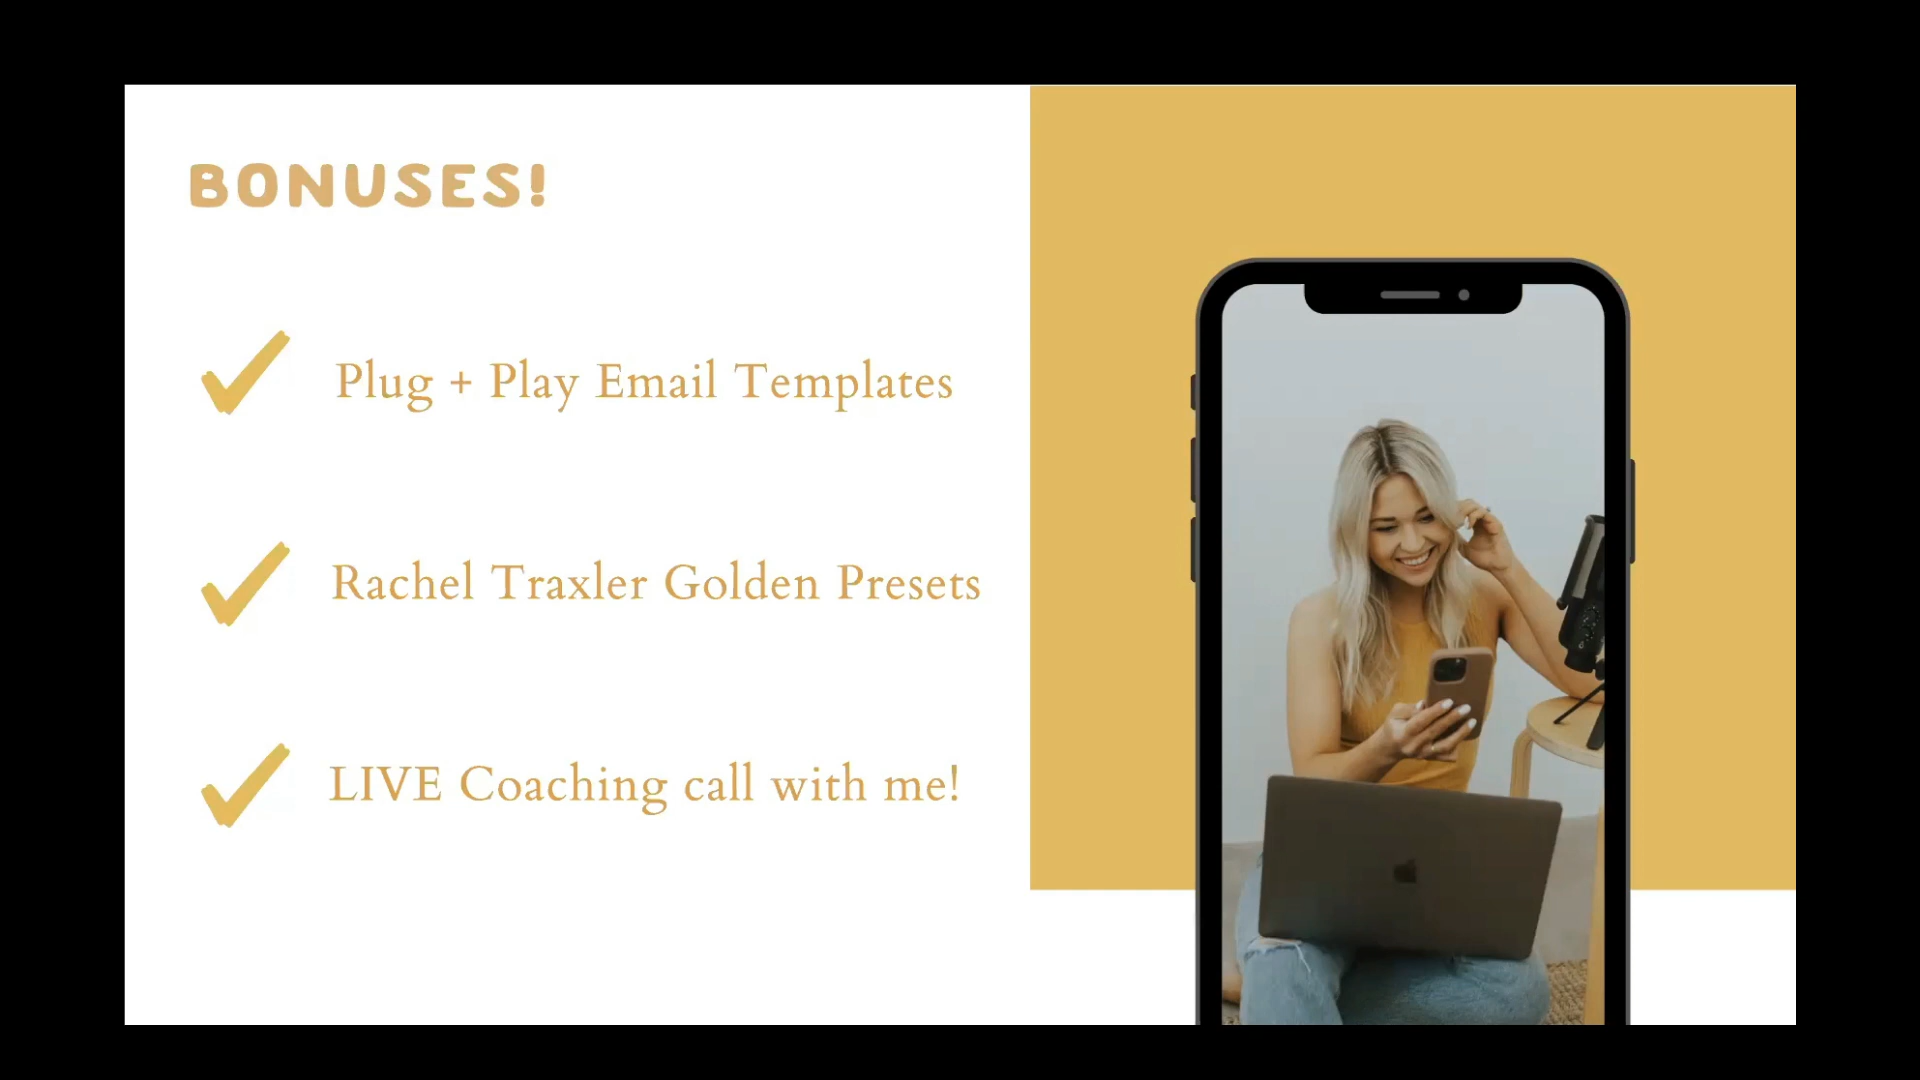 BONUSES!
Plug + Play Email Templates
Rachel Traxler Golden Presets
LIVE Coaching call with me!